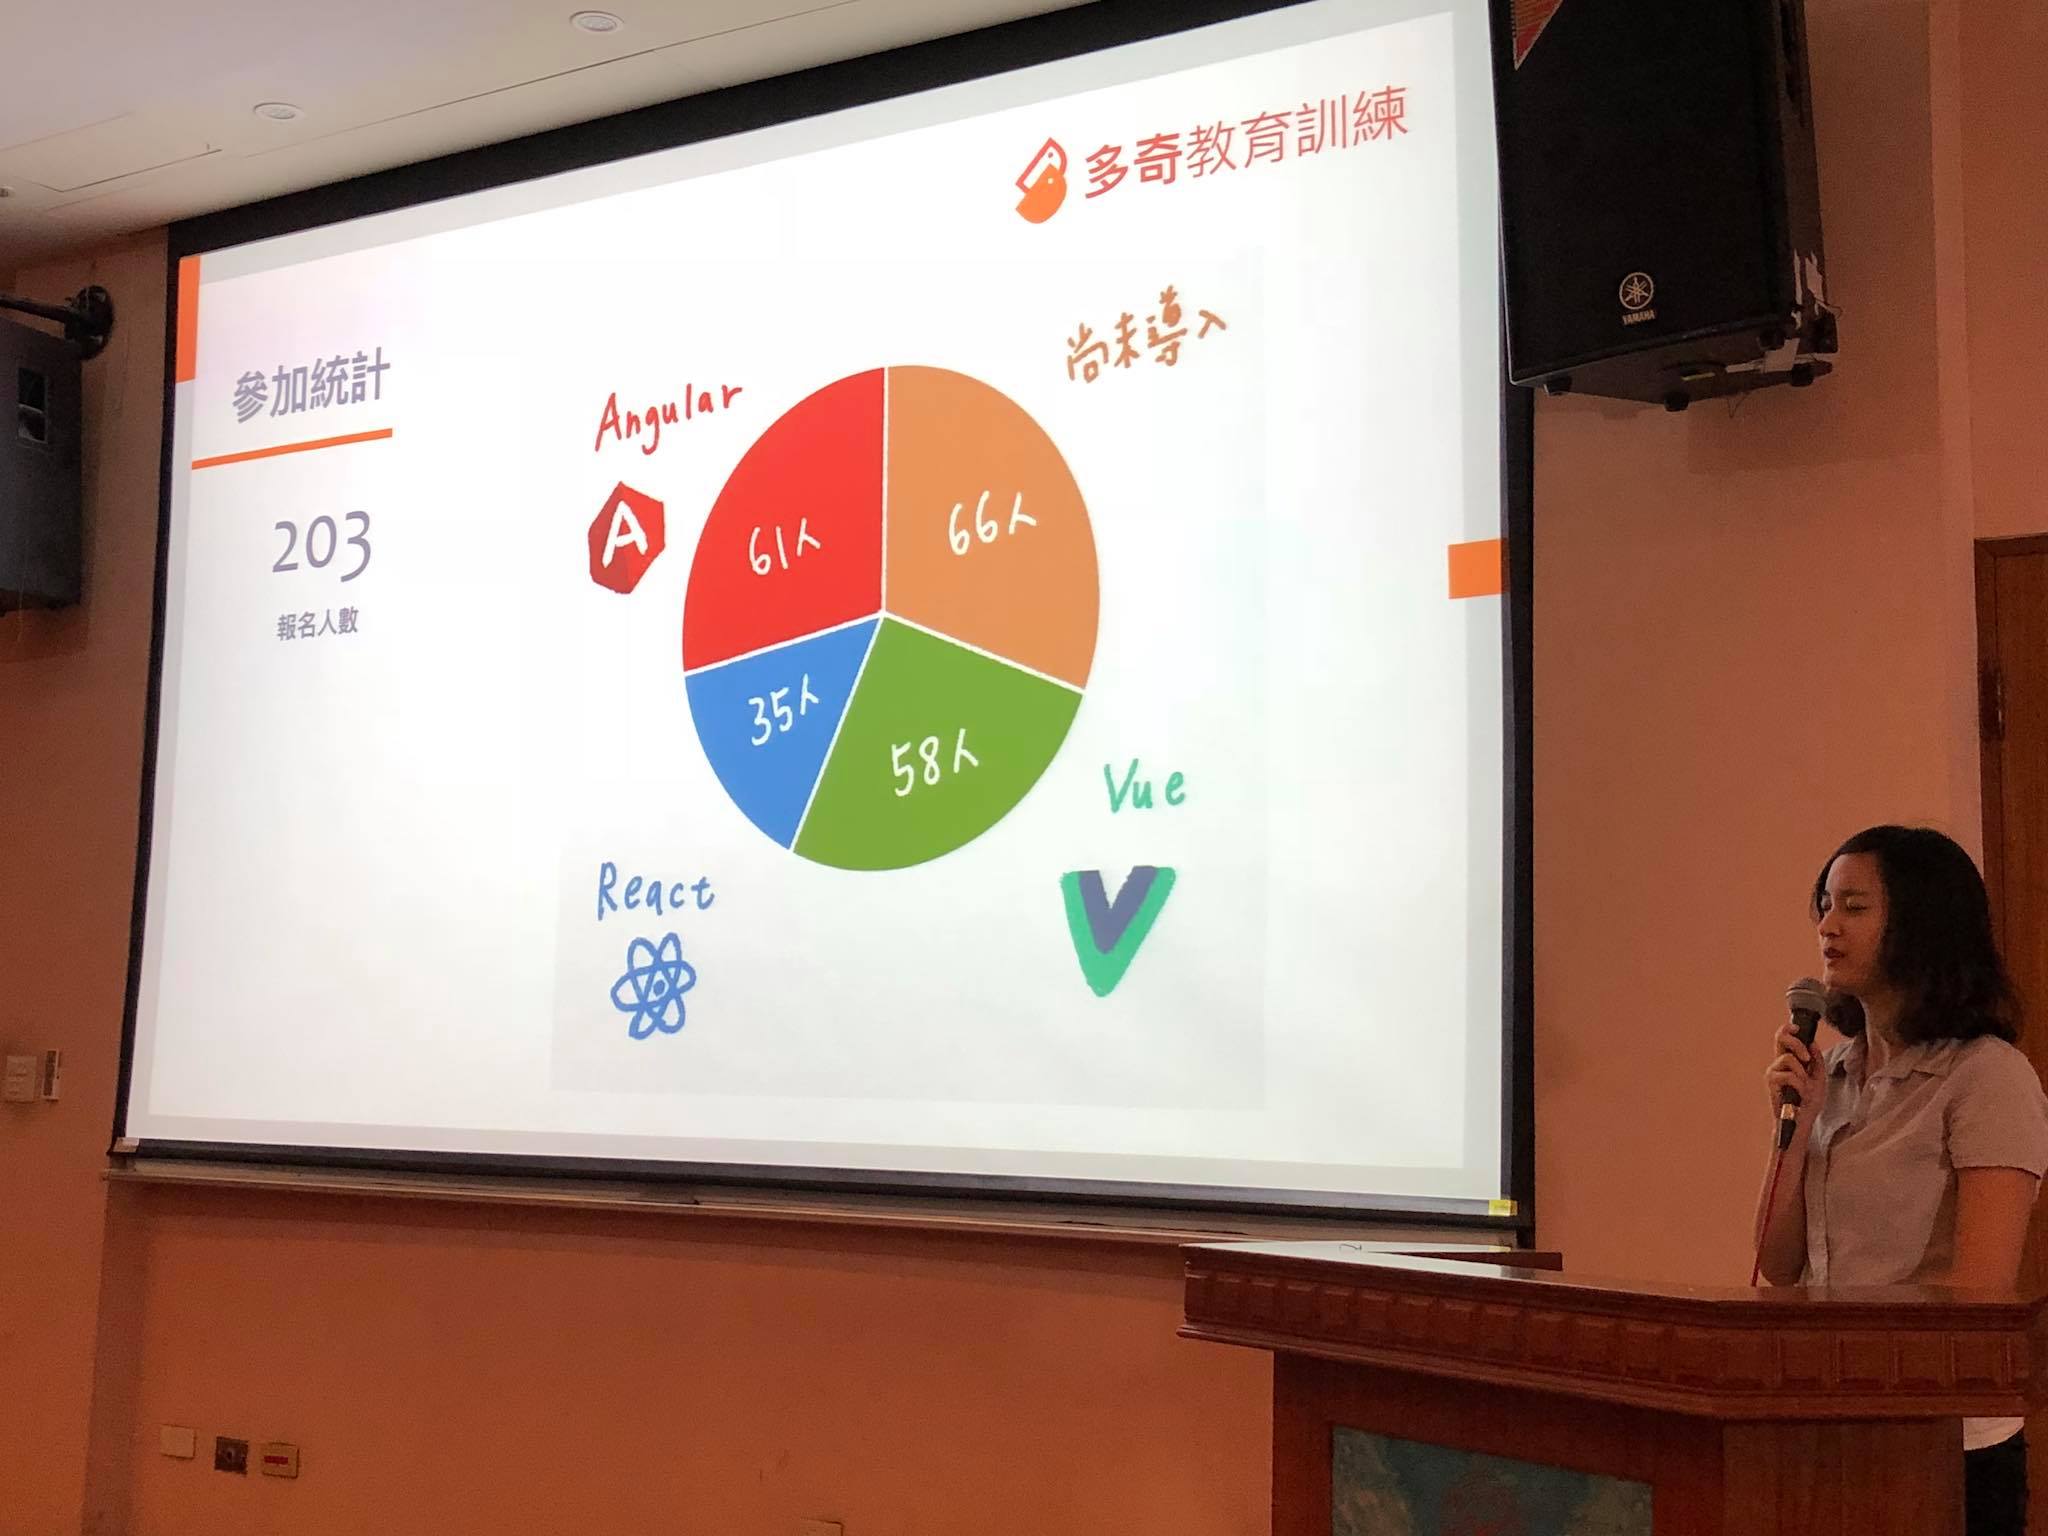 多奇教育訓練
參加統計
203
報名人數
尚未導入
Angular
A
61人
66人
35人
58人
Vue
React
YAMAHA